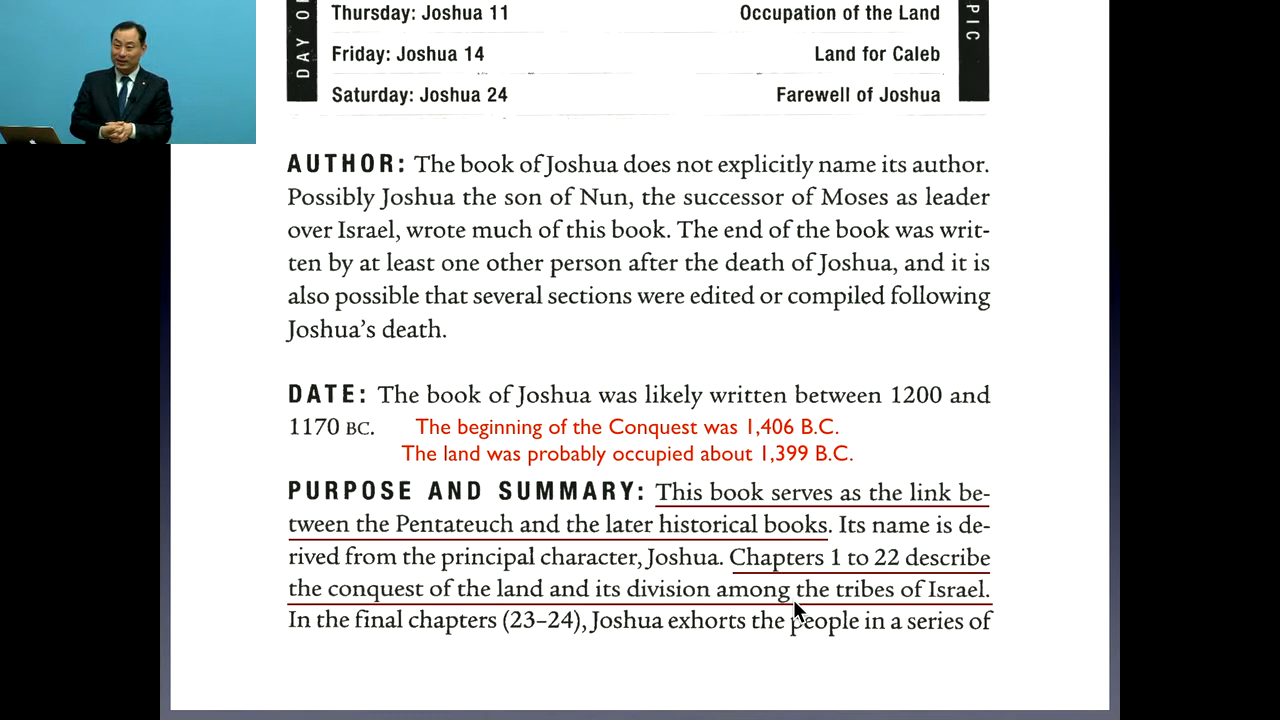 DAY O
Thursday: Joshua 11 Occupation of the Land
PIC
Friday: Joshua 14 Land for Caleb
Saturday: Joshua 24 Farewell of Joshua
AUTHOR: The book of Joshua does not explicitly name its author.
Possibly Joshua the son of Nun, the successor of Moses as leader
over Israel, wrote much of this book. The end of the book was writ-
ten by at least one other person after the death of Joshua, and it is
also possible that several sections were edited or compiled following
Joshua’s death.
DATE: The book of Joshua was likely written between 1200 and
1170 BC. The beginning of the Conquest was 1,406 B.C.
The land was probably occupied about 1,399 B.C.
PURPOSE AND SUMMARY: This book serves as the link be-
tween the Pentateuch and the later historical books. Its name is de-
rived from the principal character, Joshua. Chapters 1 to 22 describe
the conquest of the land and its division among the tribes of Israel.
In the final chapters (23–24), Joshua exhorts the people in a series of